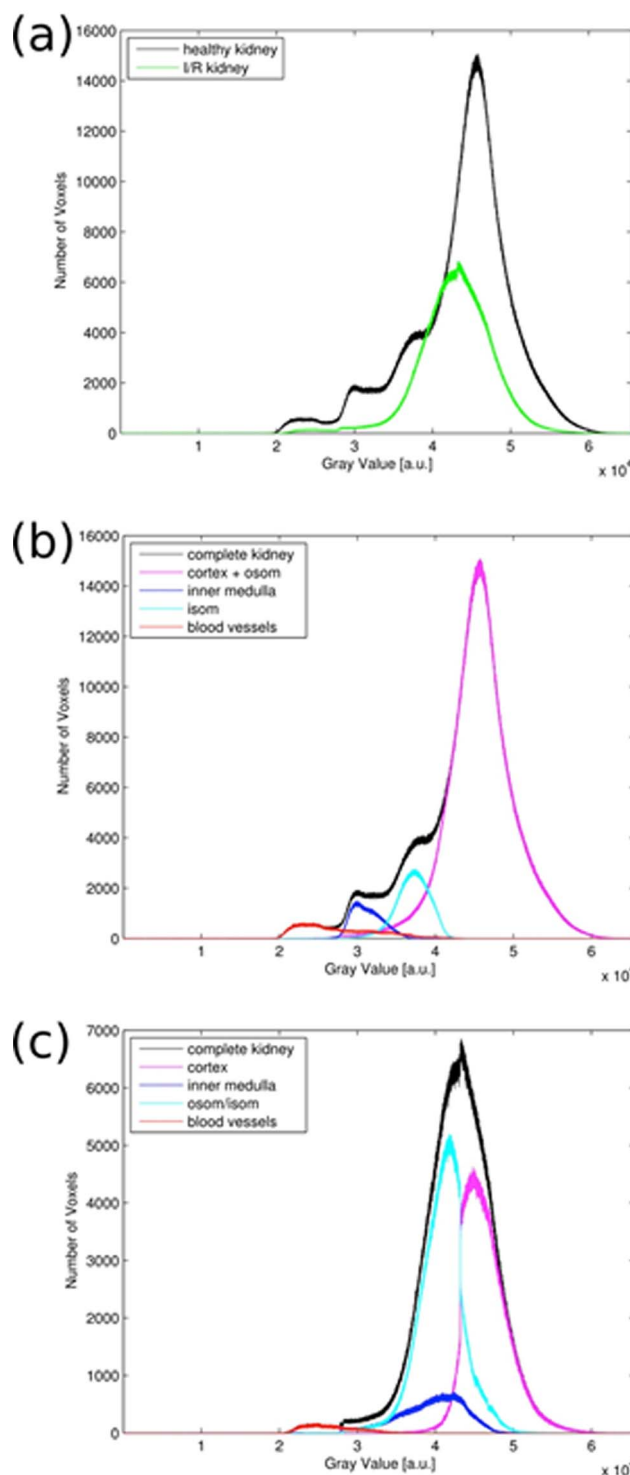 (a)
healthy kidney
I/R kidney
16000
14000
12000
10000
8000
6000
4000
2000
0
Number of Voxels
1 2 3 4 5 6
Gray Value [a.u.]
x 10
(b)
complete kidney
cortex + osom
inner medulla
isom
blood vessels
16000
14000
12000
10000
8000
6000
4000
2000
0
Number of Voxels
1 2 3 4 5 6
Gray Value [a.u.]
x 10
(c)
complete kidney
cortex
inner medulla
osom/isom
blood vessels
7000
6000
5000
4000
3000
2000
1000
0
Number of Voxels
1 2 3 4 5 6
Gray Value [a.u.]
x 10